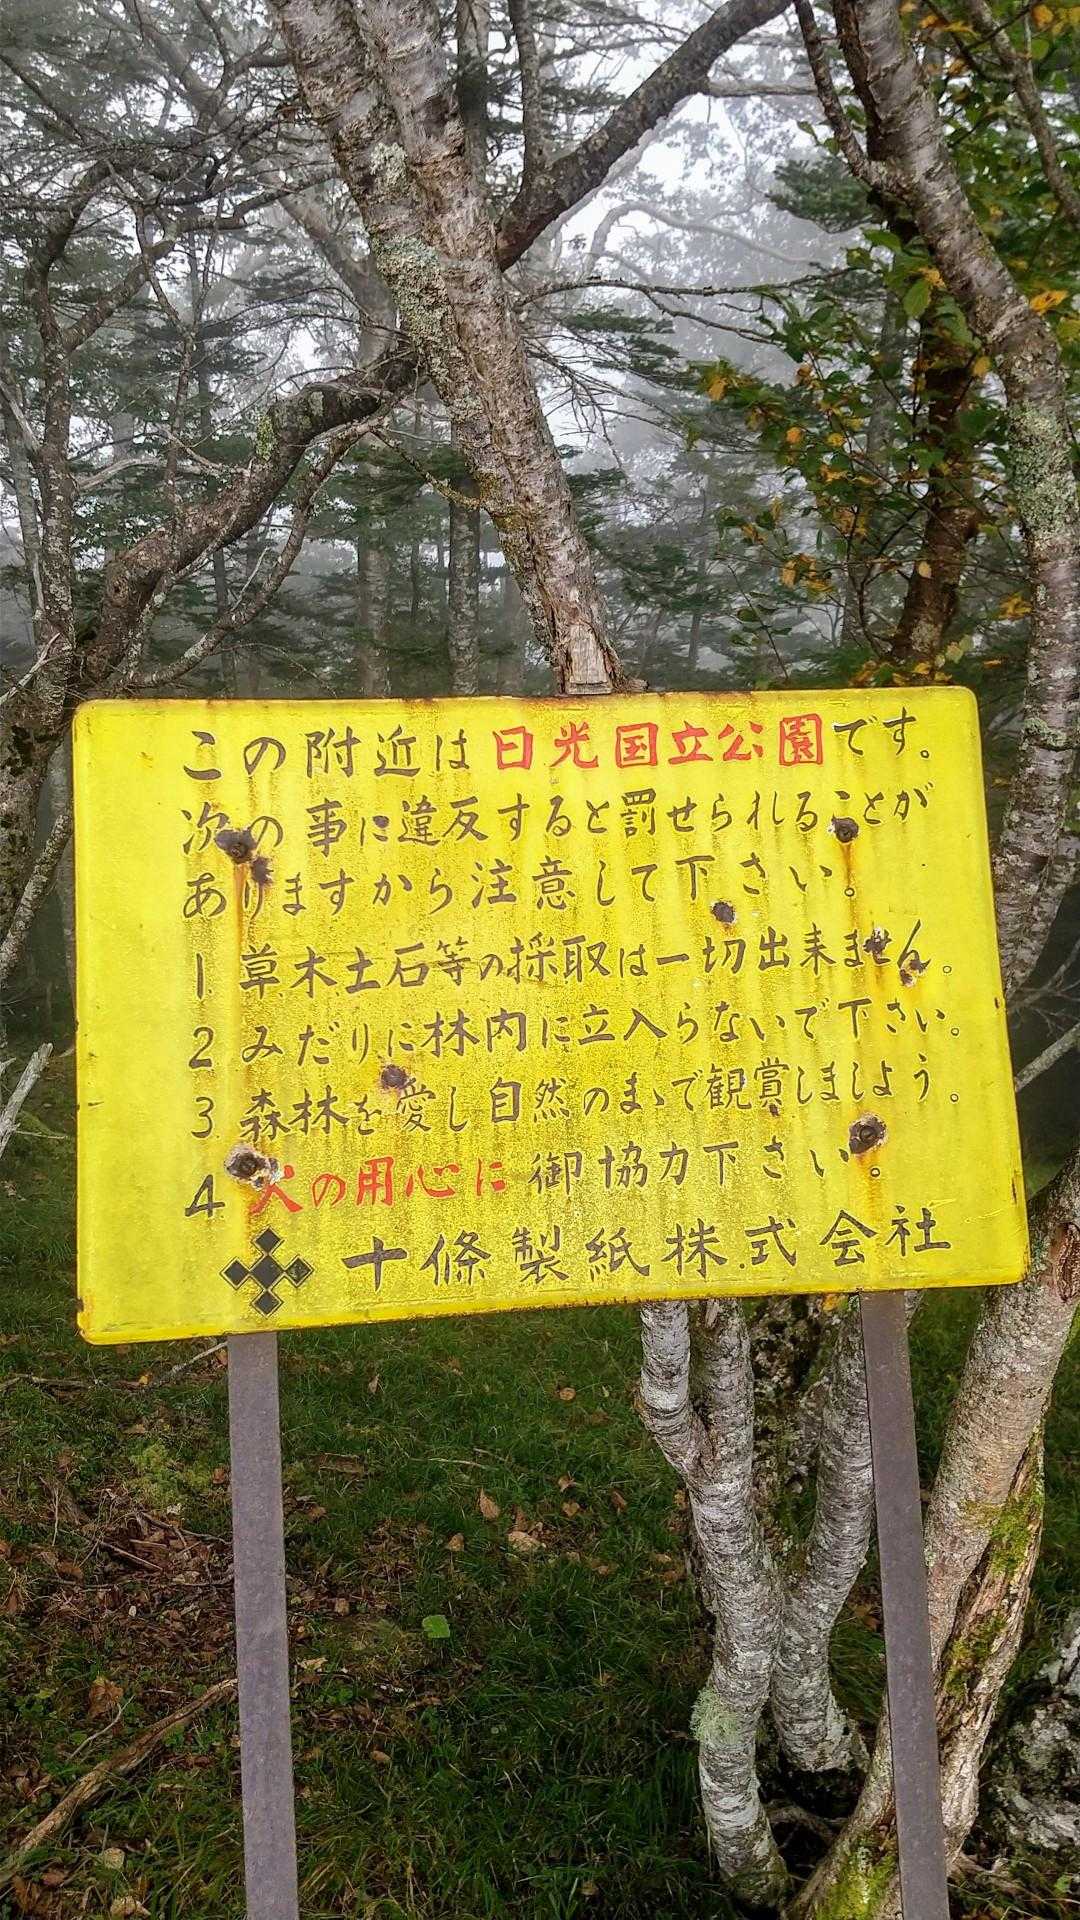 この附近は日光国立公園です。
次の事に違反すると罰せられることが
ありますから注意して下さい。
1 草木土石等の採取は一切出来ません。
2 みだりに林内に立入らないで下さい。
3 森林を愛し自然のまゝで観賞しましよう。
4 火の用心に御協力下さい。
十條製紙株式会社